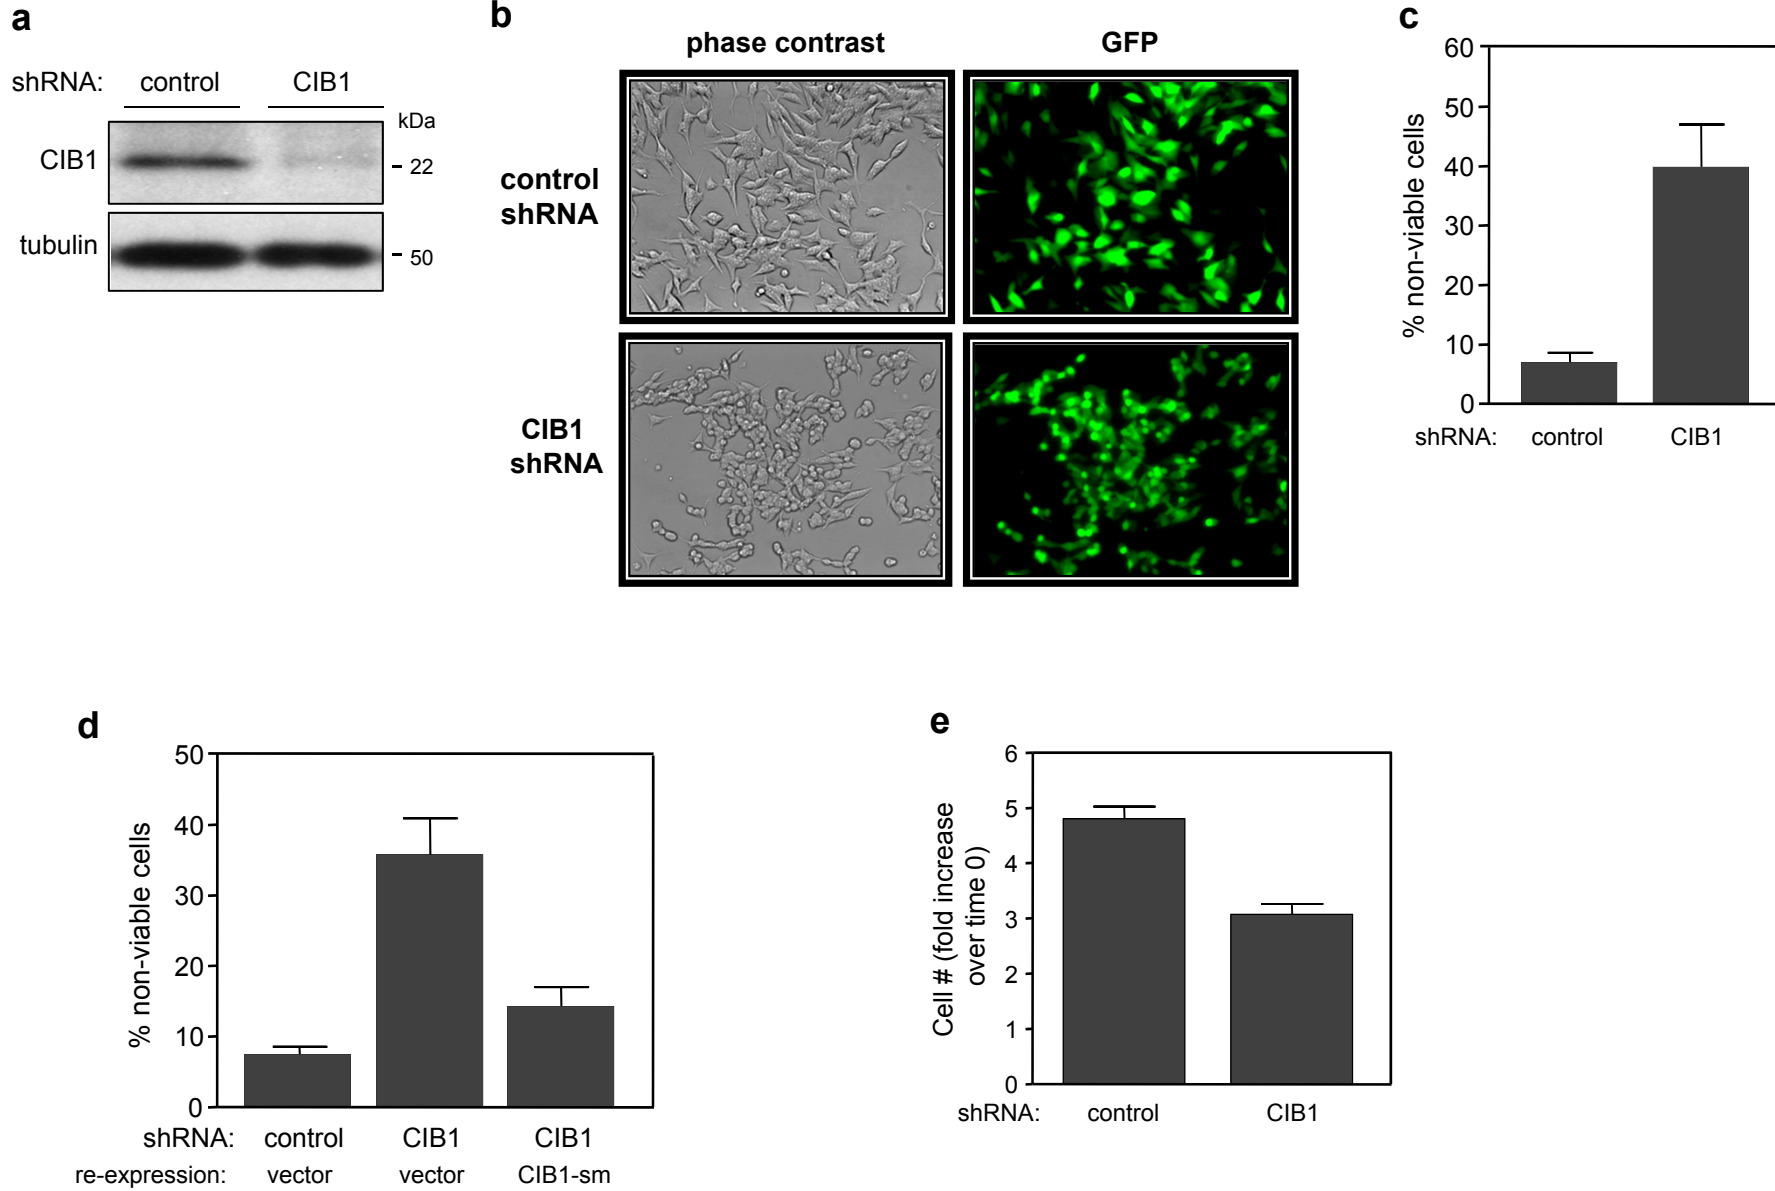 a
shRNA: control CIB1
kDa
CIB1
- 22
tubulin
- 50
b
phase contrast GFP
control
shRNA
CIB1
shRNA
c
60
50
40
30
20
10
0
% non-viable cells
shRNA: control CIB1
d
50
40
30
20
10
0
% non-viable cells
shRNA: control CIB1 CIB1
re-expression: vector vector CIB1-sm
e
6
5
4
3
2
1
0
Cell # (fold increase
over time 0)
shRNA: control CIB1